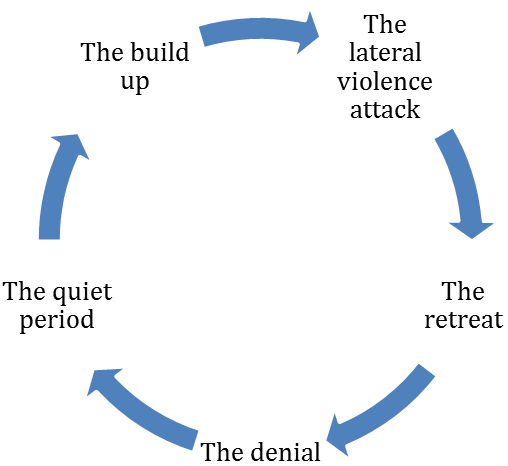 The build
up
The
lateral
violence
attack
The
retreat
The denial
The quiet
period